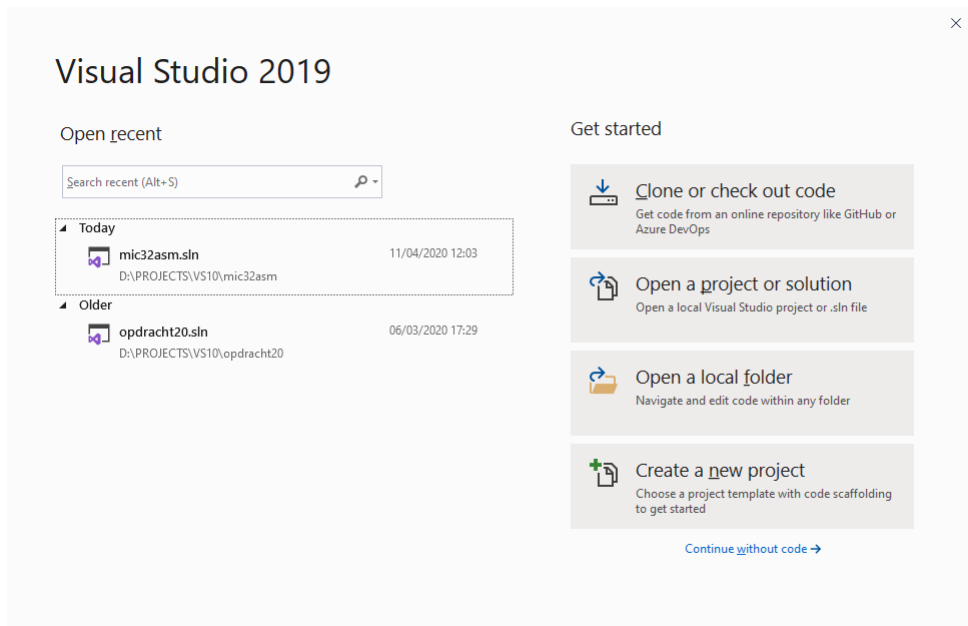 Visual Studio 2019
Open recent
Search recent (Alt+S)
Today
mic32asm.sln 11/04/2020 12:03
D:\PROJECTS\VS10\mic32asm
Older
opdracht20.sln 06/03/2020 17:29
D:\PROJECTS\VS10\opdracht20
Get started
Clone or check out code
Get code from an online repository like GitHub or
Azure DevOps
Open a project or solution
Open a local Visual Studio project or .sln file
Open a local folder
Navigate and edit code within any folder
Create a new project
Choose a project template with code scaffolding
to get started
Continue without code